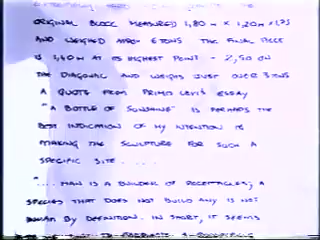 ORIGINAL BLOCK MEASURED 1,80 M X 1,20 M X 1,75
AND WEIGHED APROX 6 TONS THE FINAL PIECE
IS 1,40 M AT ITS HIGHEST POINT - 2,50 ON
THE DIAGONAL AND WEIGHS JUST OVER 3 TONS
A QUOTE FROM PRIMO LEVI'S ESSAY
"A BOTTLE OF SUNSHINE" IS PERHAPS THE
BEST INDICATION OF MY INTENTION IN
MAKING THE SCULPTURE FOR SUCH A
SPECIFIC SITE ....
".... MAN IS A BUILDER OF RECEPTACLES; A
SPECIES THAT DOES NOT BUILD ANY IS NOT
HUMAN BY DEFINITION. IN SHORT, IT SEEMS